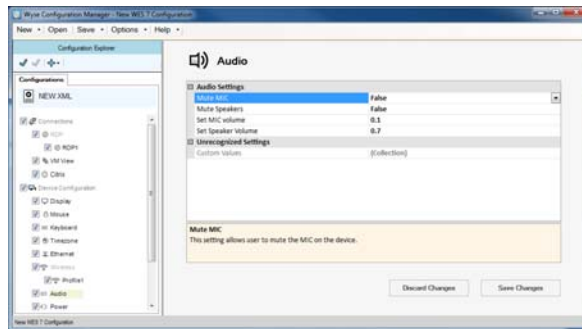 Wyse Configuration Manager - New WES 7 Configuration
New Open Save Options Help
Configuration Explorer
Configurations
NEW.XML
Connections
RDP
RDP1
VM View
Citrix
Device Configuration
Display
Mouse
Keyboard
Timezone
Ethernet
Wireless
Profile1
Audio
Power
Audio
Audio Settings
Mute MIC False
Mute Speakers False
Set MIC volume 0.1
Set Speaker Volume 0.7
Unrecognized Settings
Custom Values (Collection)
Mute MIC
This setting allows user to mute the MIC on the device.
Discard Changes Save Changes
New WES 7 Configuration